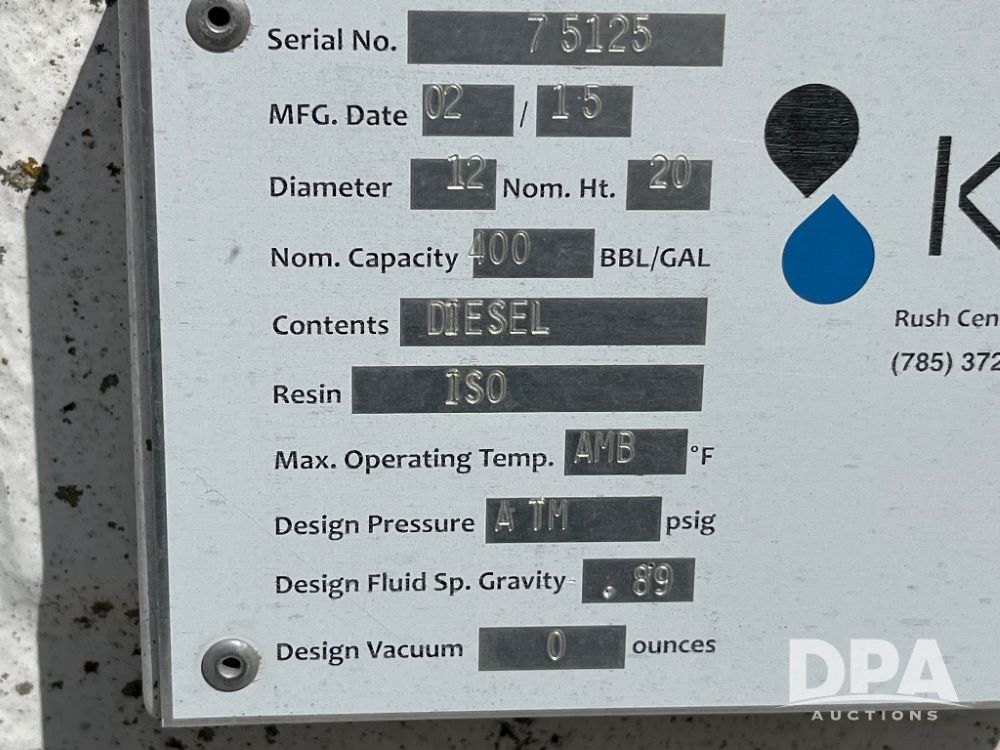 Serial No. 75125
MFG. Date 02 / 15
Diameter 12 Nom. Ht. 20
Nom. Capacity 400 BBL/GAL
Contents DIESEL
Resin ISO
Max. Operating Temp. AMB °F
Design Pressure ATM psig
Design Fluid Sp. Gravity .89
Design Vacuum 0 ounces
K
Rush Cen
(785) 372
DPA
AUCTIONS